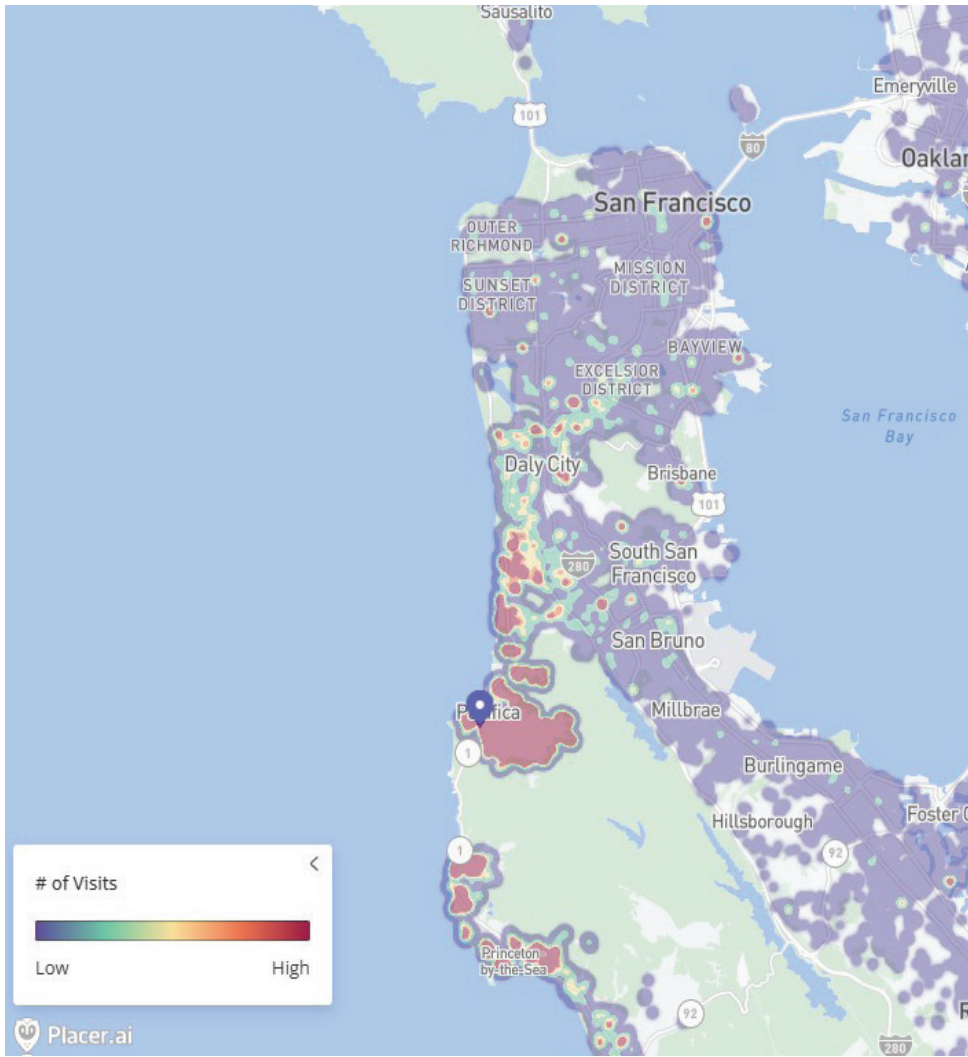 Sausalito
101
Emeryville
80
Oaklan
San Francisco
OUTER
RICHMOND
MISSION
DISTRICT
SUNSET
DISTRICT
BAYVIEW
EXCELSIOR
DISTRICT
San Francisco
Bay
Daly City
Brisbane
101
South San
Francisco
280
San Bruno
Pacifica
Millbrae
1
Burlingame
Hillsborough
Foster C
92
1
# of Visits
Low
High
Princeton
by-the-Sea
92
R
280
Placer.ai